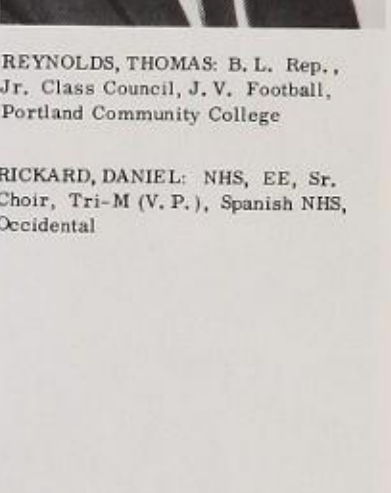 REYNOLDS, THOMAS: B. L. Rep.,
Jr. Class Council, J. V. Football,
Portland Community College
RICKARD, DANIEL: NHS, EE, Sr.
Choir, Tri-M (V. P.), Spanish NHS,
Occidental